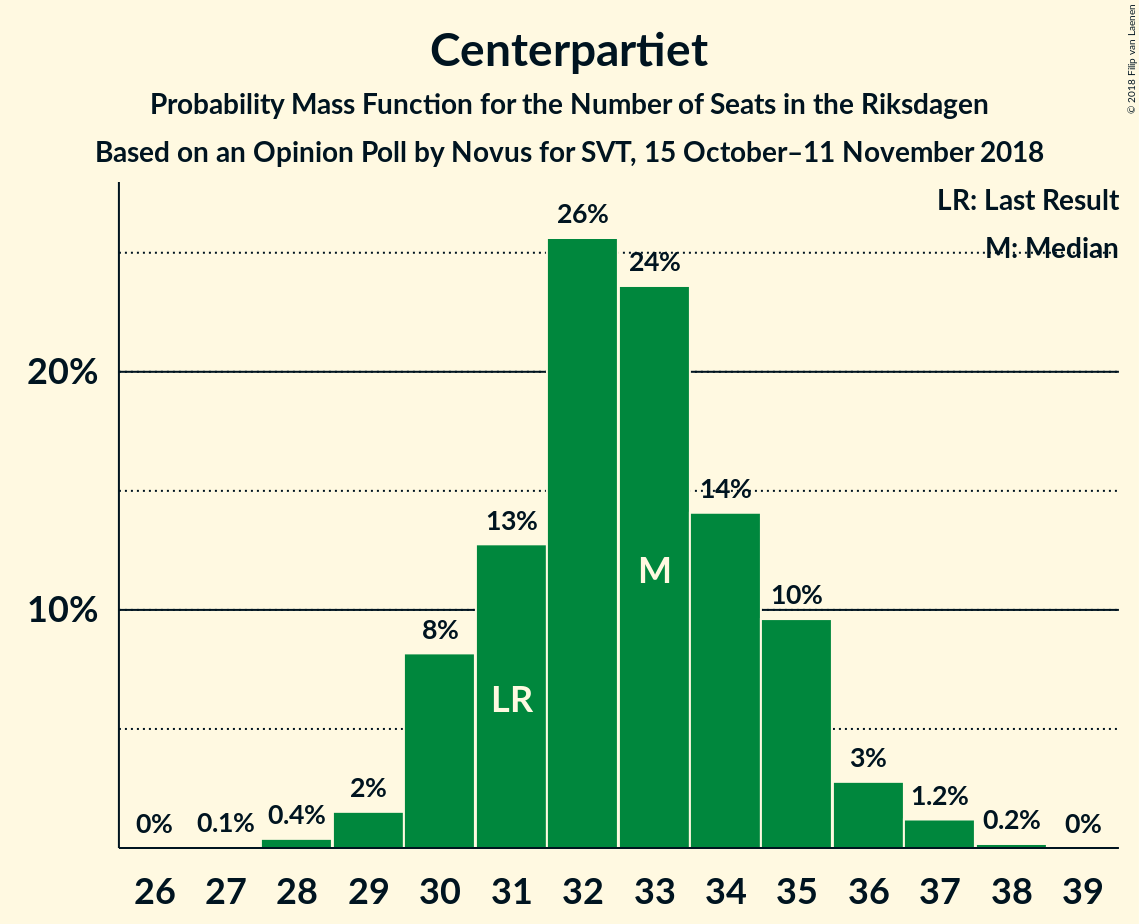 Centerpartiet
Probability Mass Function for the Number of Seats in the Riksdagen
Based on an Opinion Poll by Novus for SVT, 15 October–11 November 2018
© 2018 Filip van Laenen
LR: Last Result
M: Median
20%
10%
0%
0.1%
0.4%
2%
8%
13%
26%
24%
14%
10%
3%
1.2%
0.2%
0%
LR
M
26 27 28 29 30 31 32 33 34 35 36 37 38 39